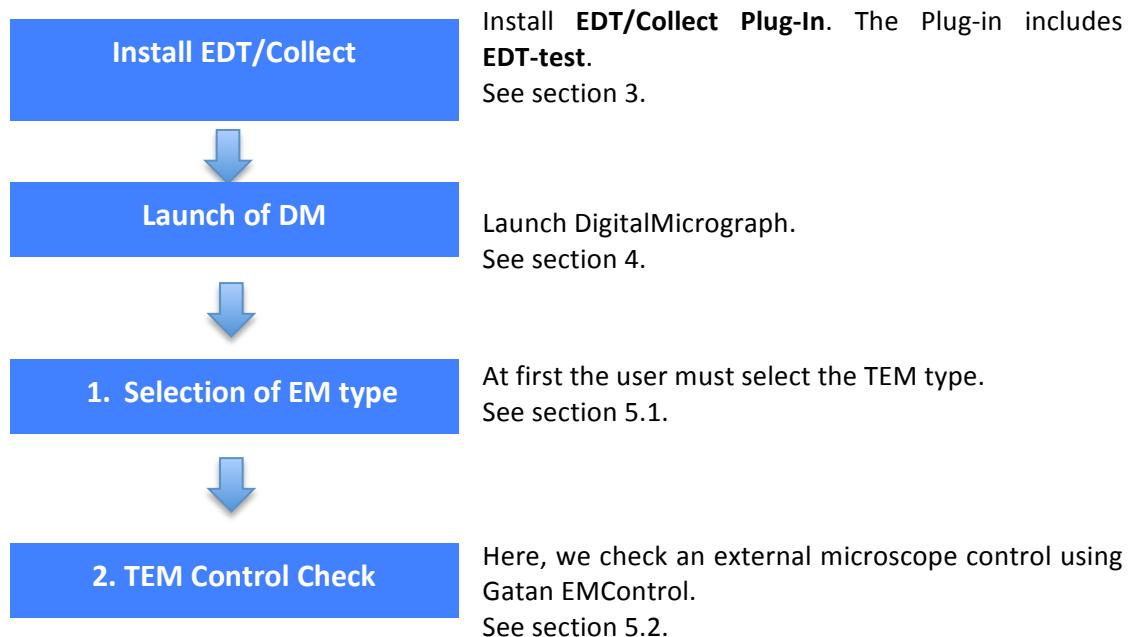 Install EDT/Collect
Install EDT/Collect Plug-In. The Plug-in includes
EDT-test.
See section 3.
Launch of DM
Launch DigitalMicrograph.
See section 4.
1. Selection of EM type
At first the user must select the TEM type.
See section 5.1.
2. TEM Control Check
Here, we check an external microscope control using
Gatan EMControl.
See section 5.2.